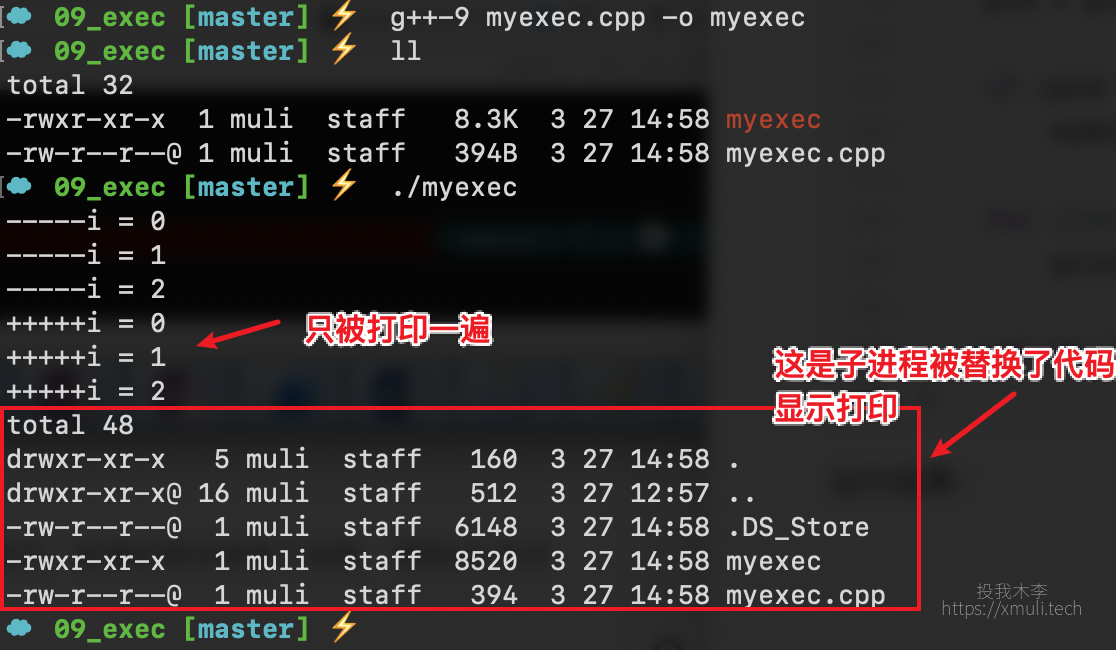 09_exec [master] ⚡ g++-9 myexec.cpp -o myexec
09_exec [master] ⚡ ll
total 32
-rwxr-xr-x  1 muli  staff   8.3K  3 27 14:58 myexec
-rw-r--r--@ 1 muli  staff   394B  3 27 14:58 myexec.cpp
09_exec [master] ⚡ ./myexec
-----i = 0
-----i = 1
-----i = 2
+++++i = 0
只被打印一遍
+++++i = 1
+++++i = 2
这是子进程被替换了代码
显示打印
total 48
drwxr-xr-x   5 muli  staff   160  3 27 14:58 .
drwxr-xr-x@ 16 muli  staff   512  3 27 12:57 ..
-rw-r--r--@  1 muli  staff  6148  3 27 14:58 .DS_Store
-rwxr-xr-x   1 muli  staff  8520  3 27 14:58 myexec
-rw-r--r--@  1 muli  staff   394  3 27 14:58 myexec.cpp
投我木李
https://xmuli.tech
09_exec [master] ⚡